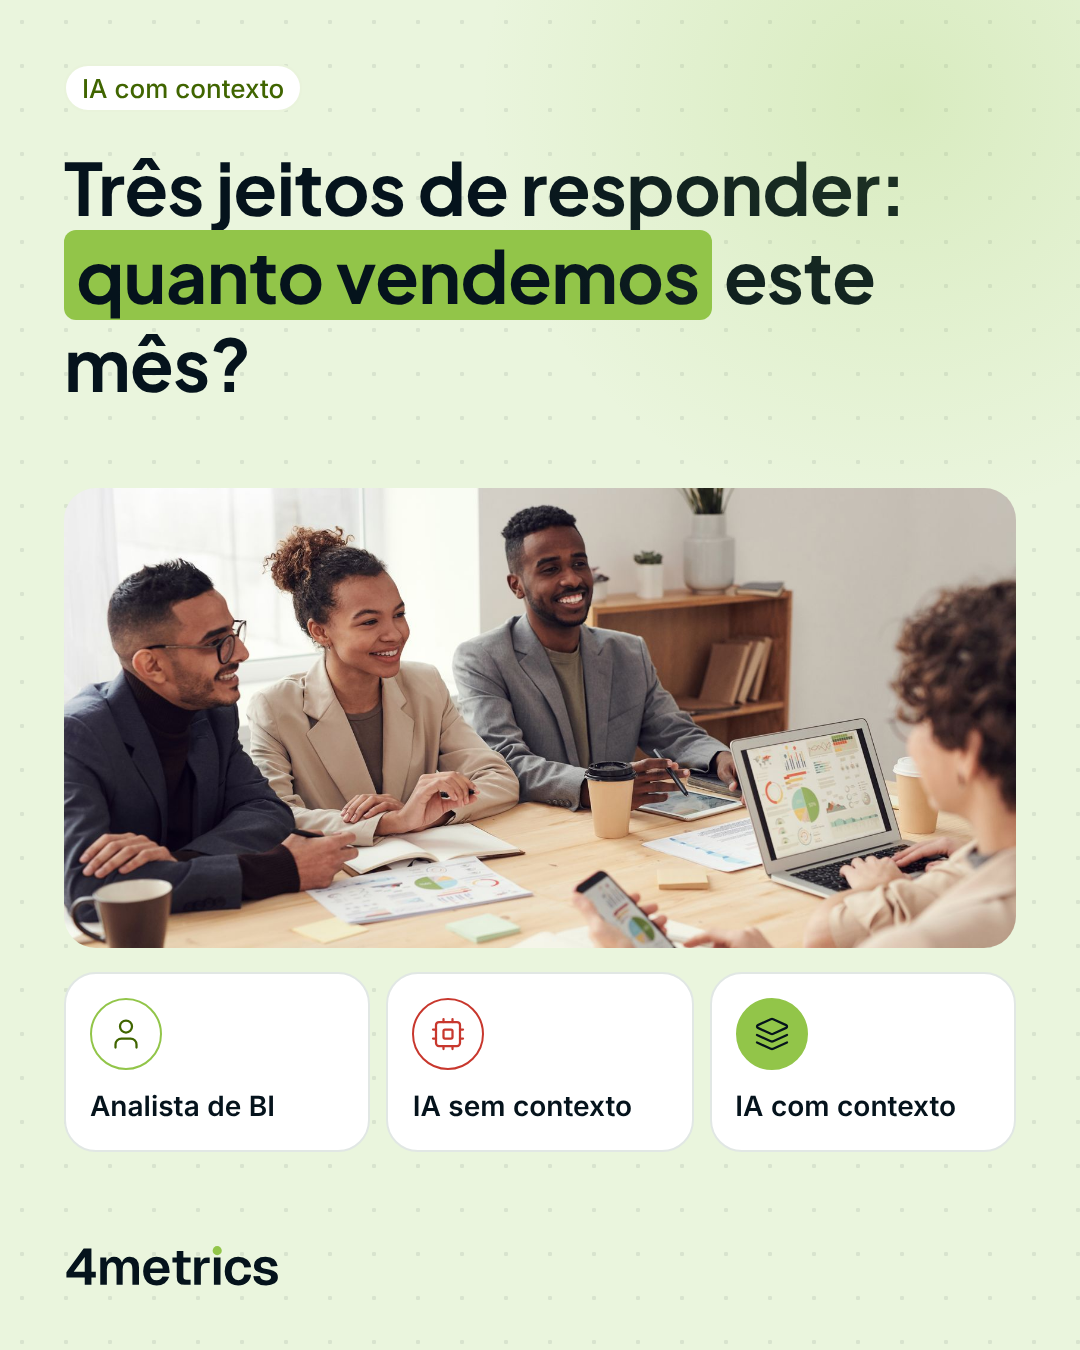 IA com contexto
Três jeitos de responder:
quanto vendemos este
mês?
Analista de BI
IA sem contexto
IA com contexto
4metrics